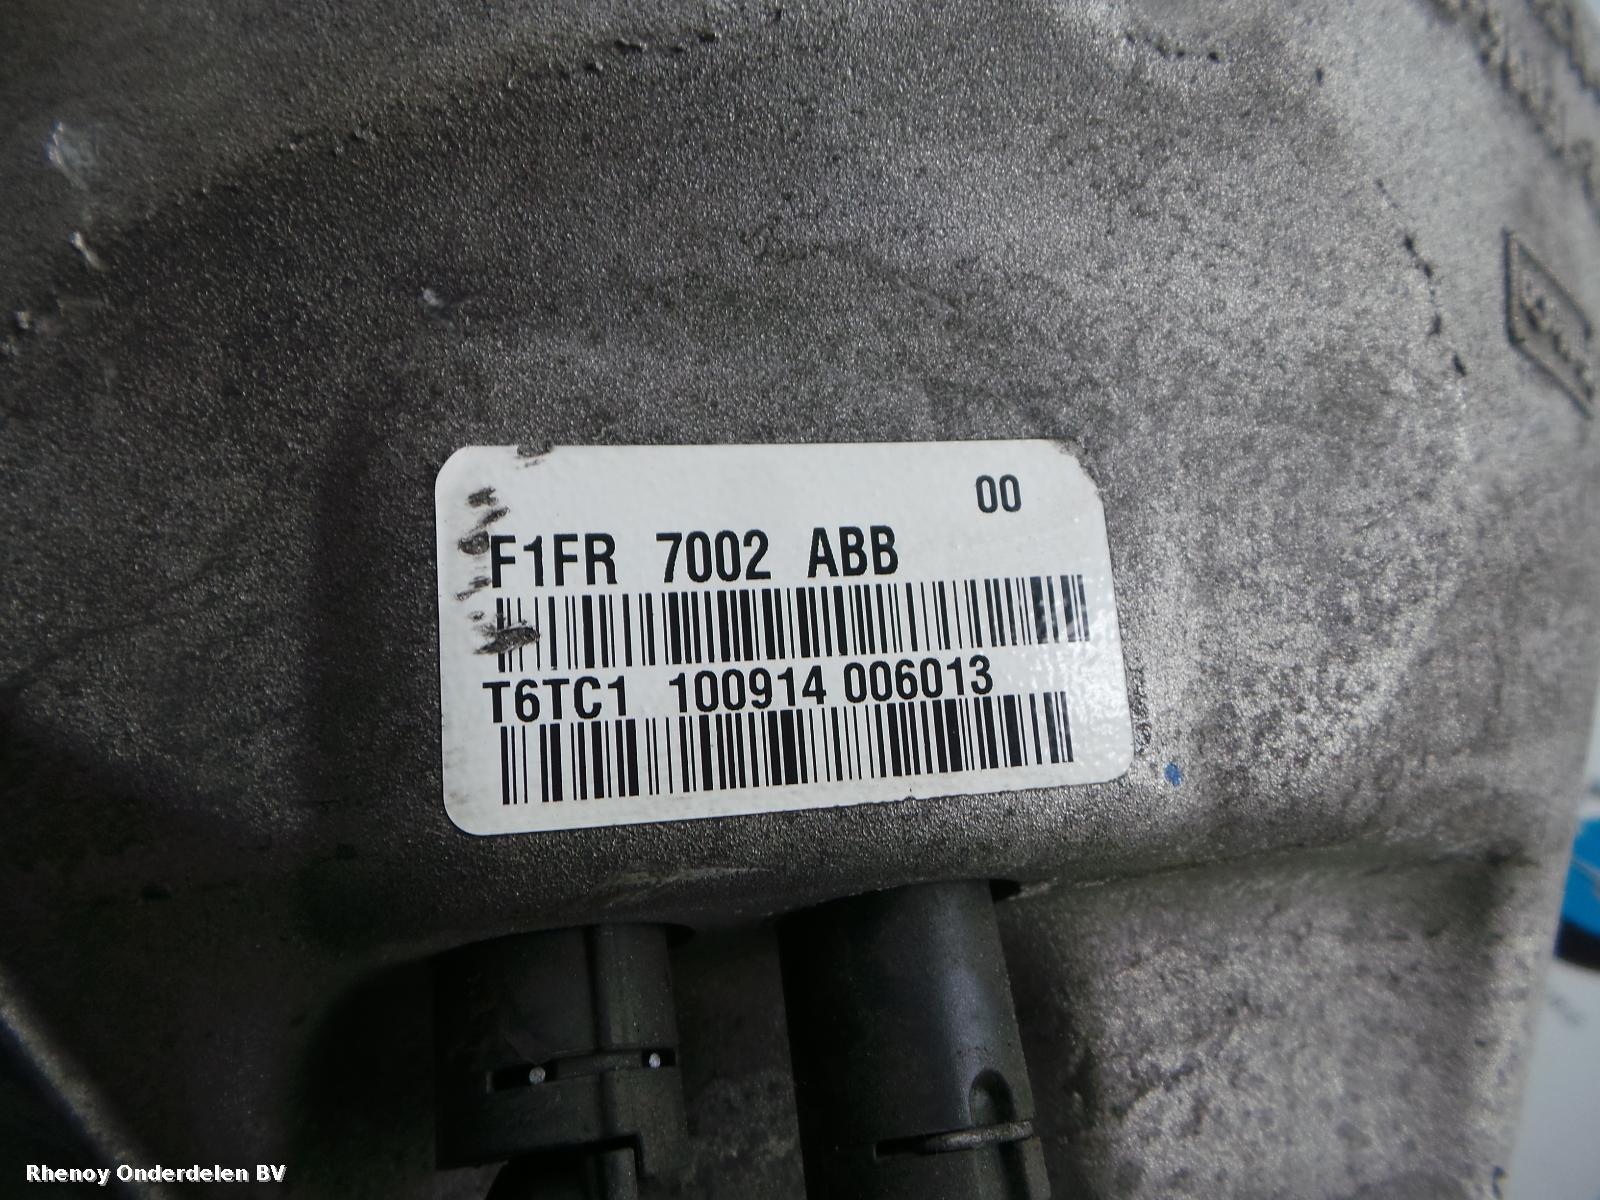 00
F1FR 7002 ABB
T6TC1 100914 006013
Rhenoy Onderdelen BV